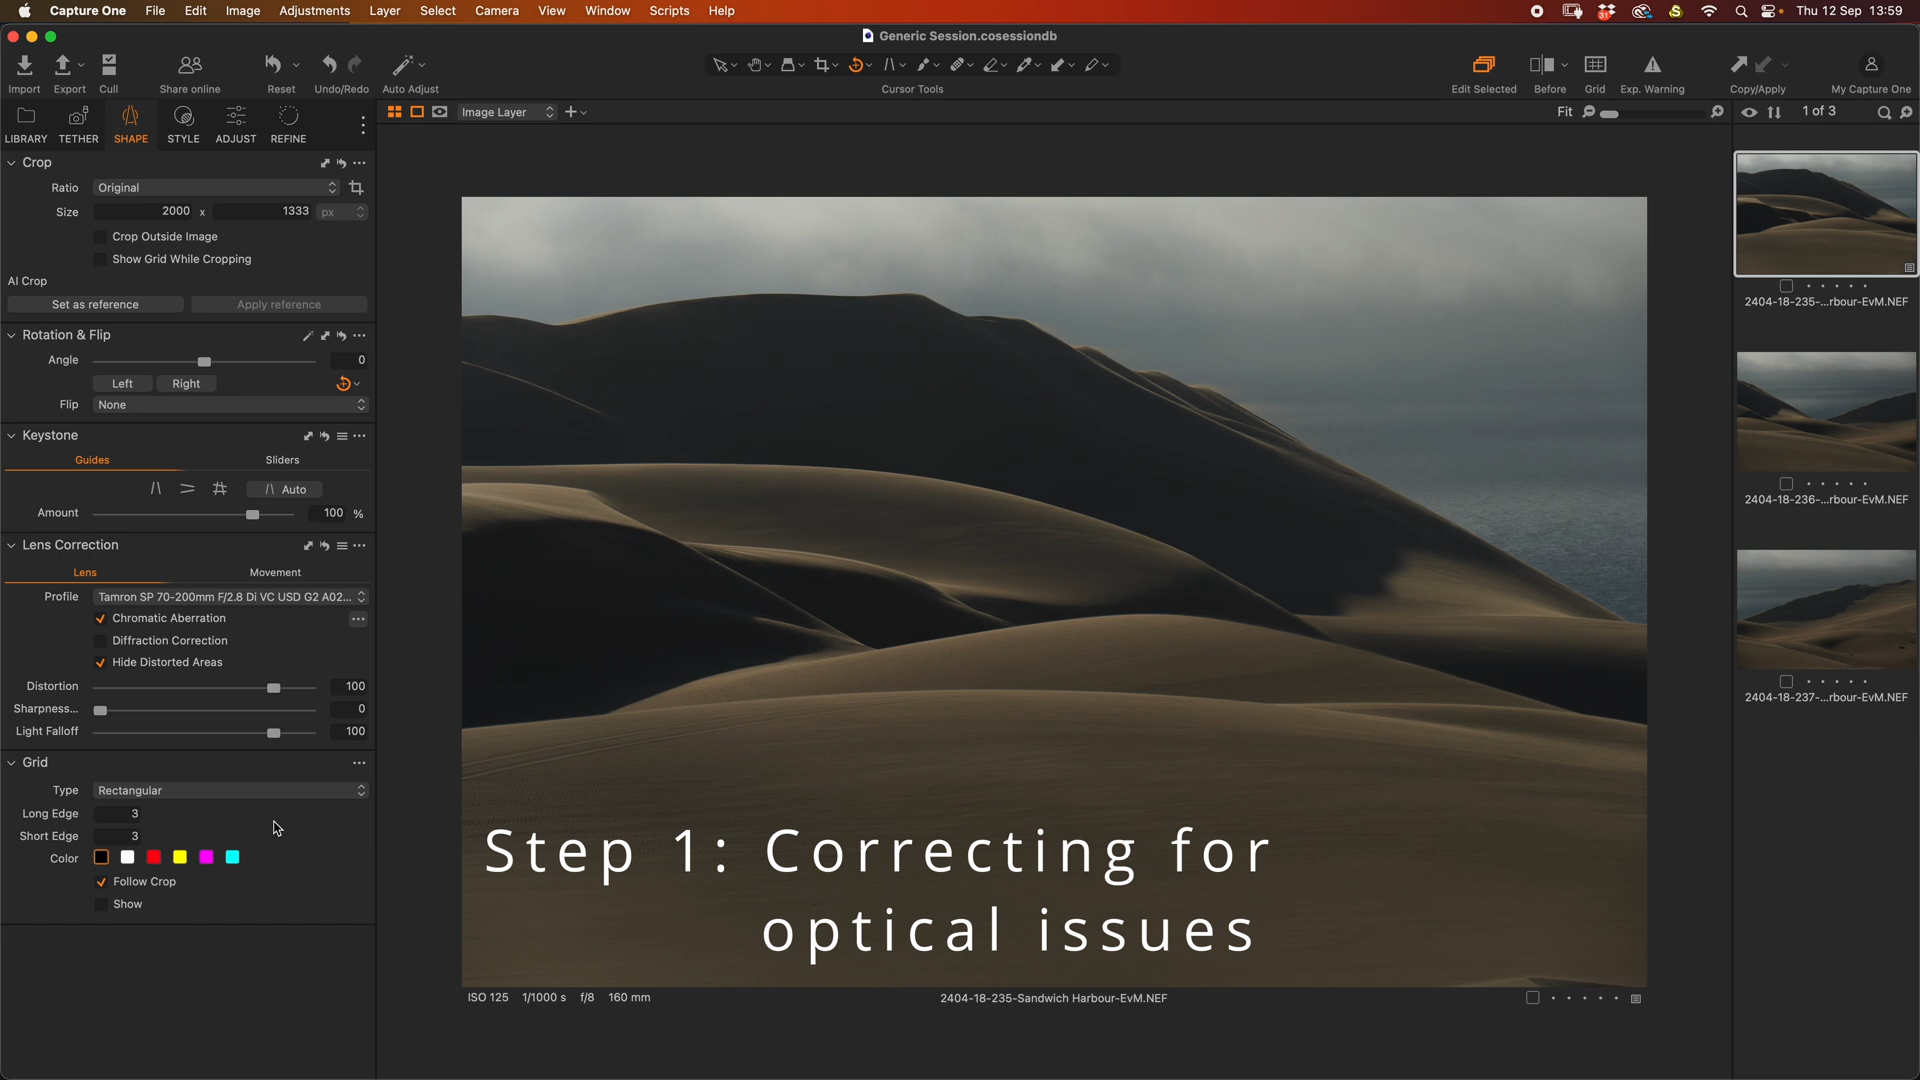 Capture One File Edit Image Adjustments Layer Select Camera View Window Scripts Help
31 Thu 12 Sep 13:59
Generic Session.cosessiondb
Import Export Cull Share online Reset Undo/Redo Auto Adjust Cursor Tools Edit Selected Before Grid Exp. Warning Copy/Apply My Capture One
LIBRARY TETHER SHAPE STYLE ADJUST REFINE
Image Layer
Fit
1 of 3
Crop
Ratio Original
Size 2000 x 1333 px
Crop Outside Image
Show Grid While Cropping
AI Crop
Set as reference Apply reference
Rotation & Flip
Angle 0
Left Right
Flip None
Keystone
Guides Sliders
Auto
Amount 100 %
Lens Correction
Lens Movement
Profile Tamron SP 70-200mm F/2.8 Di VC USD G2 A02...
Chromatic Aberration
Diffraction Correction
Hide Distorted Areas
Distortion 100
Sharpness... 0
Light Falloff 100
Grid
Type Rectangular
Long Edge 3
Short Edge 3
Color
Follow Crop
Show
Step 1: Correcting for
optical issues
ISO 125 1/1000 s f/8 160 mm
2404-18-235-Sandwich Harbour-EvM.NEF
2404-18-235-...rbour-EvM.NEF
2404-18-236-...rbour-EvM.NEF
2404-18-237-...rbour-EvM.NEF